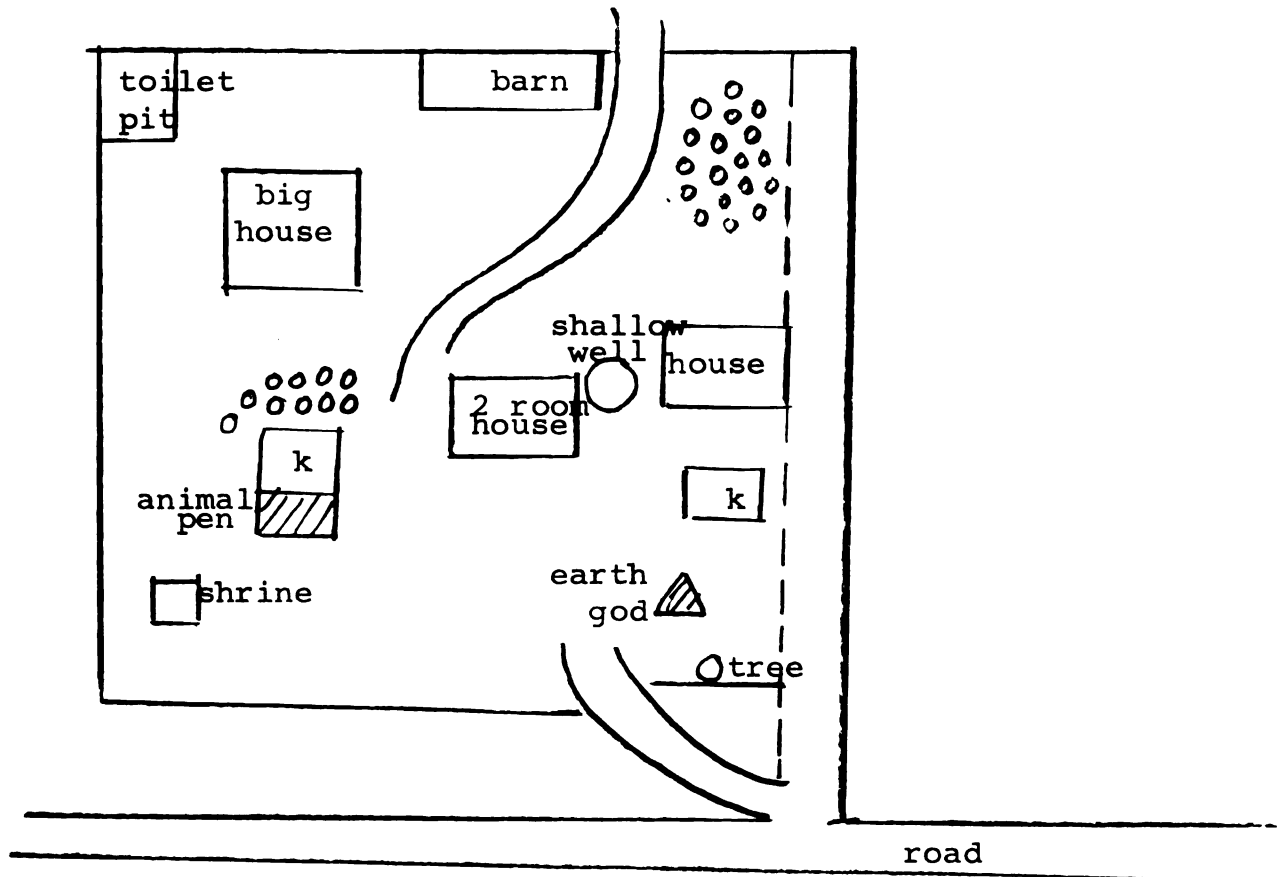 toilet
pit
barn
big
house
shallow
well
house
2 room
house
k
k
animal
pen
shrine
earth
god
tree
road